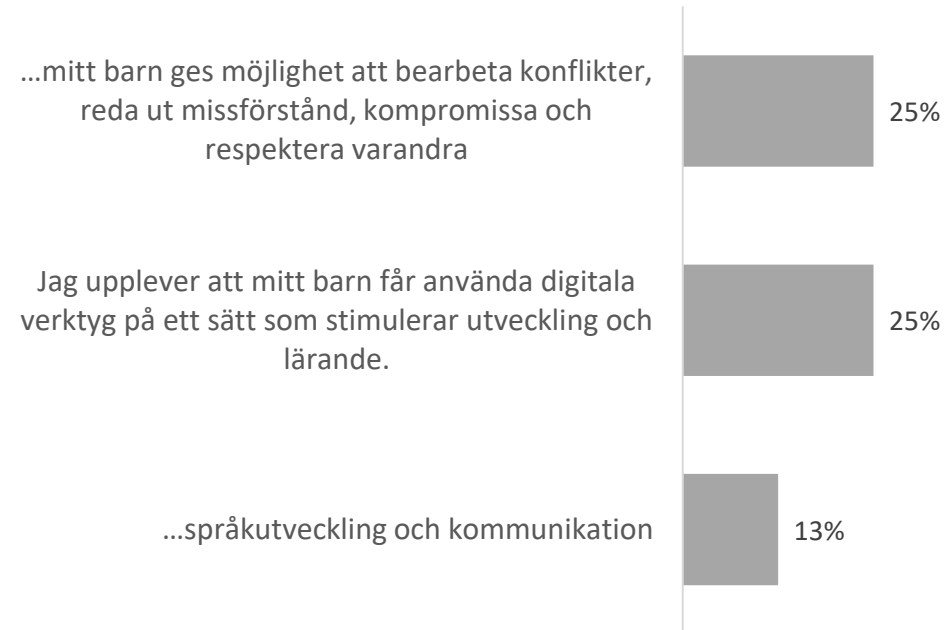 …mitt barn ges möjlighet att bearbeta konflikter,
reda ut missförstånd, kompromissa och
respektera varandra
25%
Jag upplever att mitt barn får använda digitala
verktyg på ett sätt som stimulerar utveckling och
lärande.
25%
…språkutveckling och kommunikation
13%